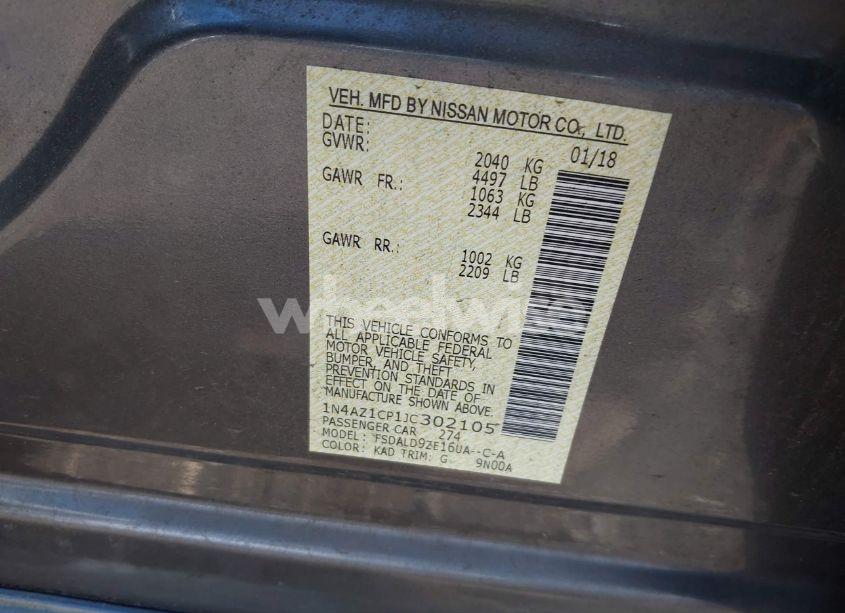 VEH. MFD BY NISSAN MOTOR CO., LTD.
DATE: 01/18
GVWR: 2040 KG
4497 LB
GAWR FR.: 1063 KG
2344 LB
GAWR RR.: 1002 KG
2209 LB
wheelwise
THIS VEHICLE CONFORMS TO
ALL APPLICABLE FEDERAL
MOTOR VEHICLE SAFETY,
BUMPER, AND THEFT
PREVENTION STANDARDS IN
EFFECT ON THE DATE OF
MANUFACTURE SHOWN ABOVE.
1N4AZ1CP1JC302105
PASSENGER CAR 274
MODEL: FSDALD9ZE16UA--C-A
COLOR: KAD TRIM: G 9N00A